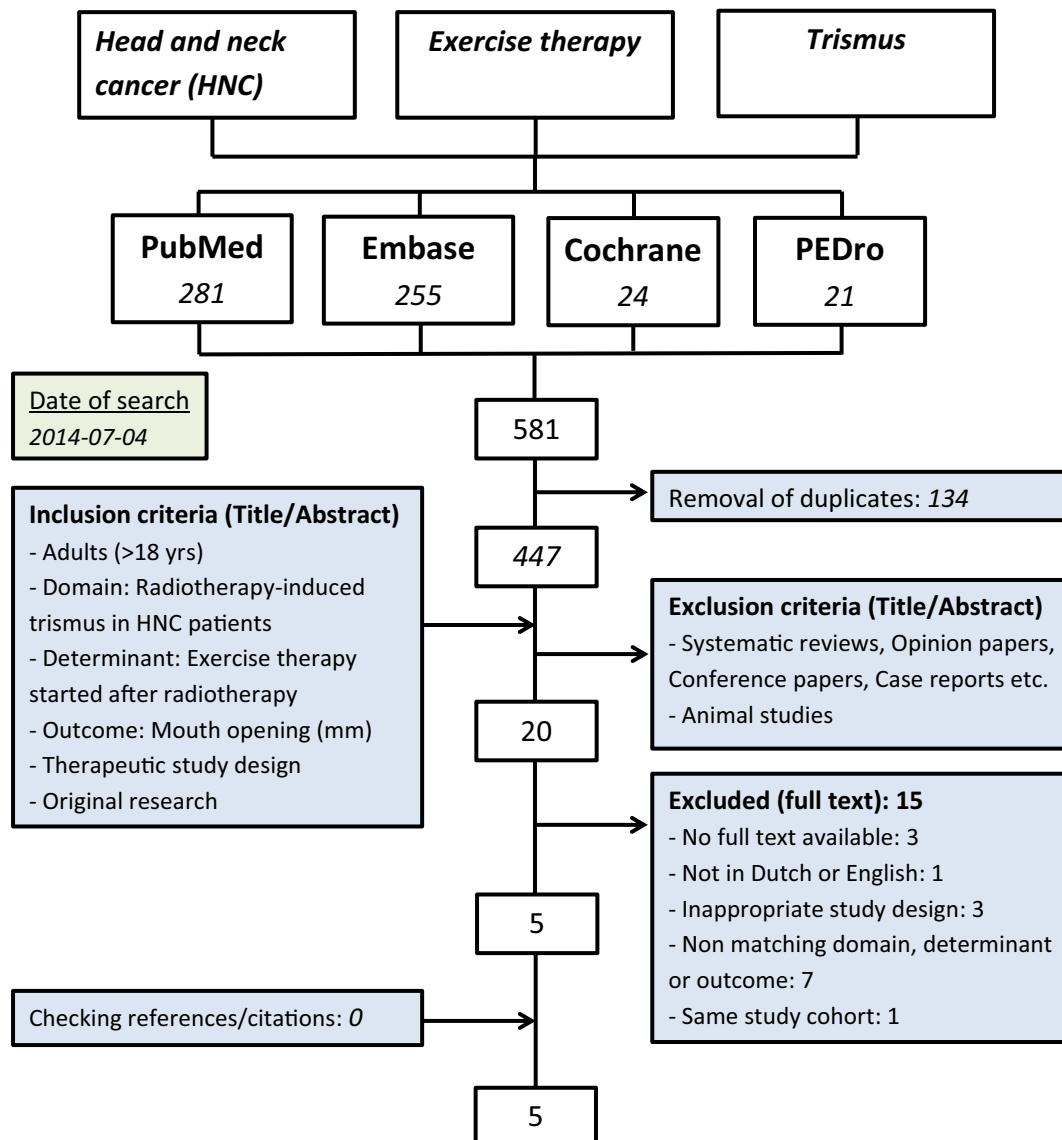 Head and neck
cancer (HNC)
Exercise therapy
Trismus
PubMed
281
Embase
255
Cochrane
24
PEDro
21
Date of search
2014-07-04
581
Removal of duplicates: 134
447
Inclusion criteria (Title/Abstract)
- Adults (>18 yrs)
- Domain: Radiotherapy-induced
trismus in HNC patients
- Determinant: Exercise therapy
started after radiotherapy
- Outcome: Mouth opening (mm)
- Therapeutic study design
- Original research
Exclusion criteria (Title/Abstract)
- Systematic reviews, Opinion papers,
Conference papers, Case reports etc.
- Animal studies
20
Excluded (full text): 15
- No full text available: 3
- Not in Dutch or English: 1
- Inappropriate study design: 3
- Non matching domain, determinant
or outcome: 7
- Same study cohort: 1
5
Checking references/citations: 0
5